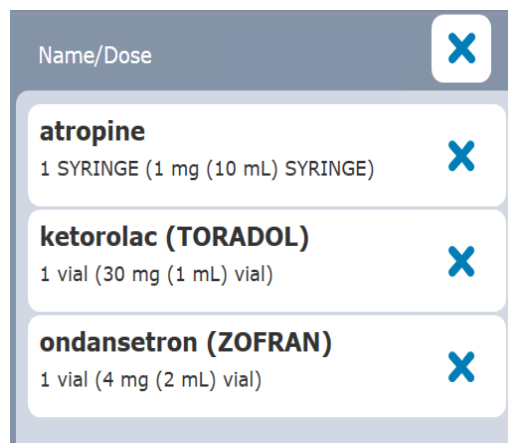 Name/Dose
atropine
1 SYRINGE (1 mg (10 mL) SYRINGE)
ketorolac (TORADOL)
1 vial (30 mg (1 mL) vial)
ondansetron (ZOFRAN)
1 vial (4 mg (2 mL) vial)